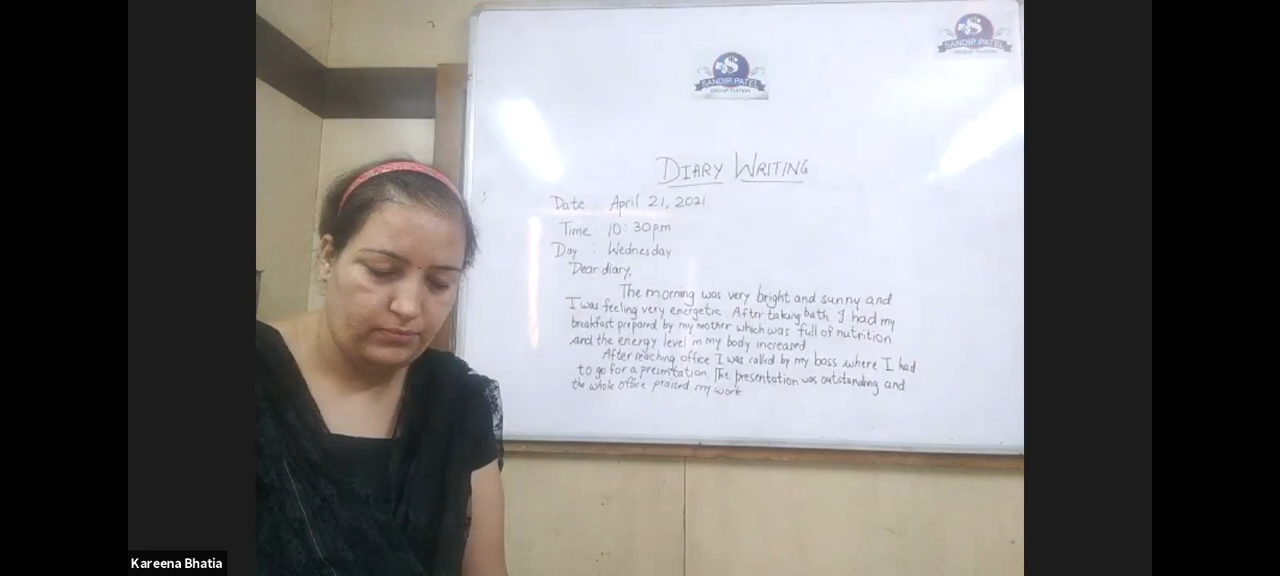 SANDIP PATEL
GROUP TUITION
SANDIP PATEL
GROUP TUITION
DIARY WRITING
Date : April 21, 2021
Time : 10:30pm
Day : Wednesday
Dear diary,
The morning was very bright and sunny and
I was feeling very energetic. After taking bath I had my
breakfast prepared by my mother which was full of nutrition
and the energy level in my body increased.
After reaching office I was called by my boss where I had
to go for a presentation. The presentation was outstanding and
the whole office praised my work
Kareena Bhatia